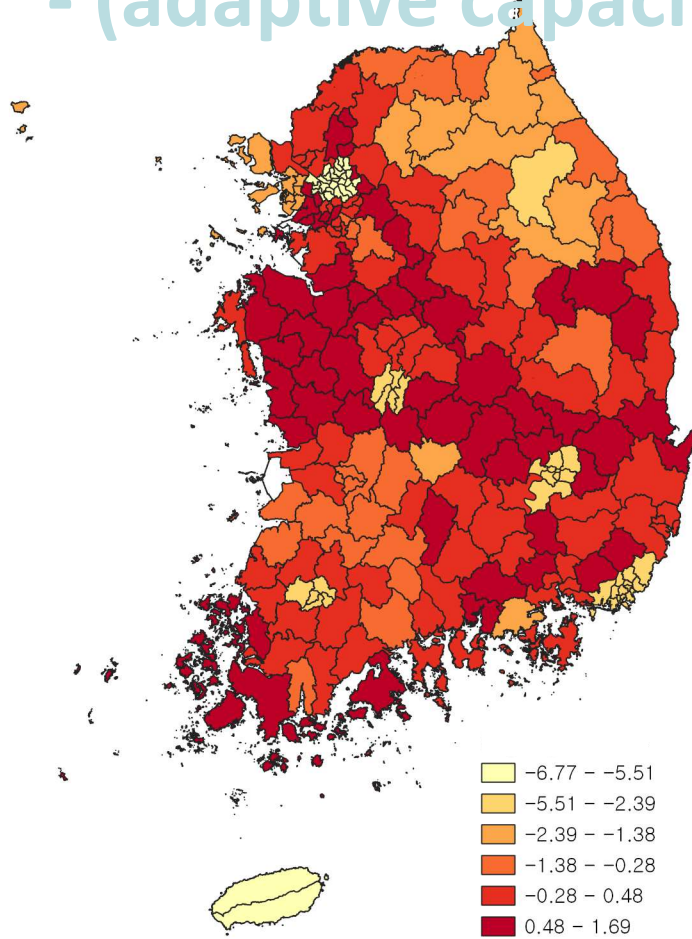 - (adaptive capaci
-6.77 - -5.51
-5.51 - -2.39
-2.39 - -1.38
-1.38 - -0.28
-0.28 - 0.48
0.48 - 1.69